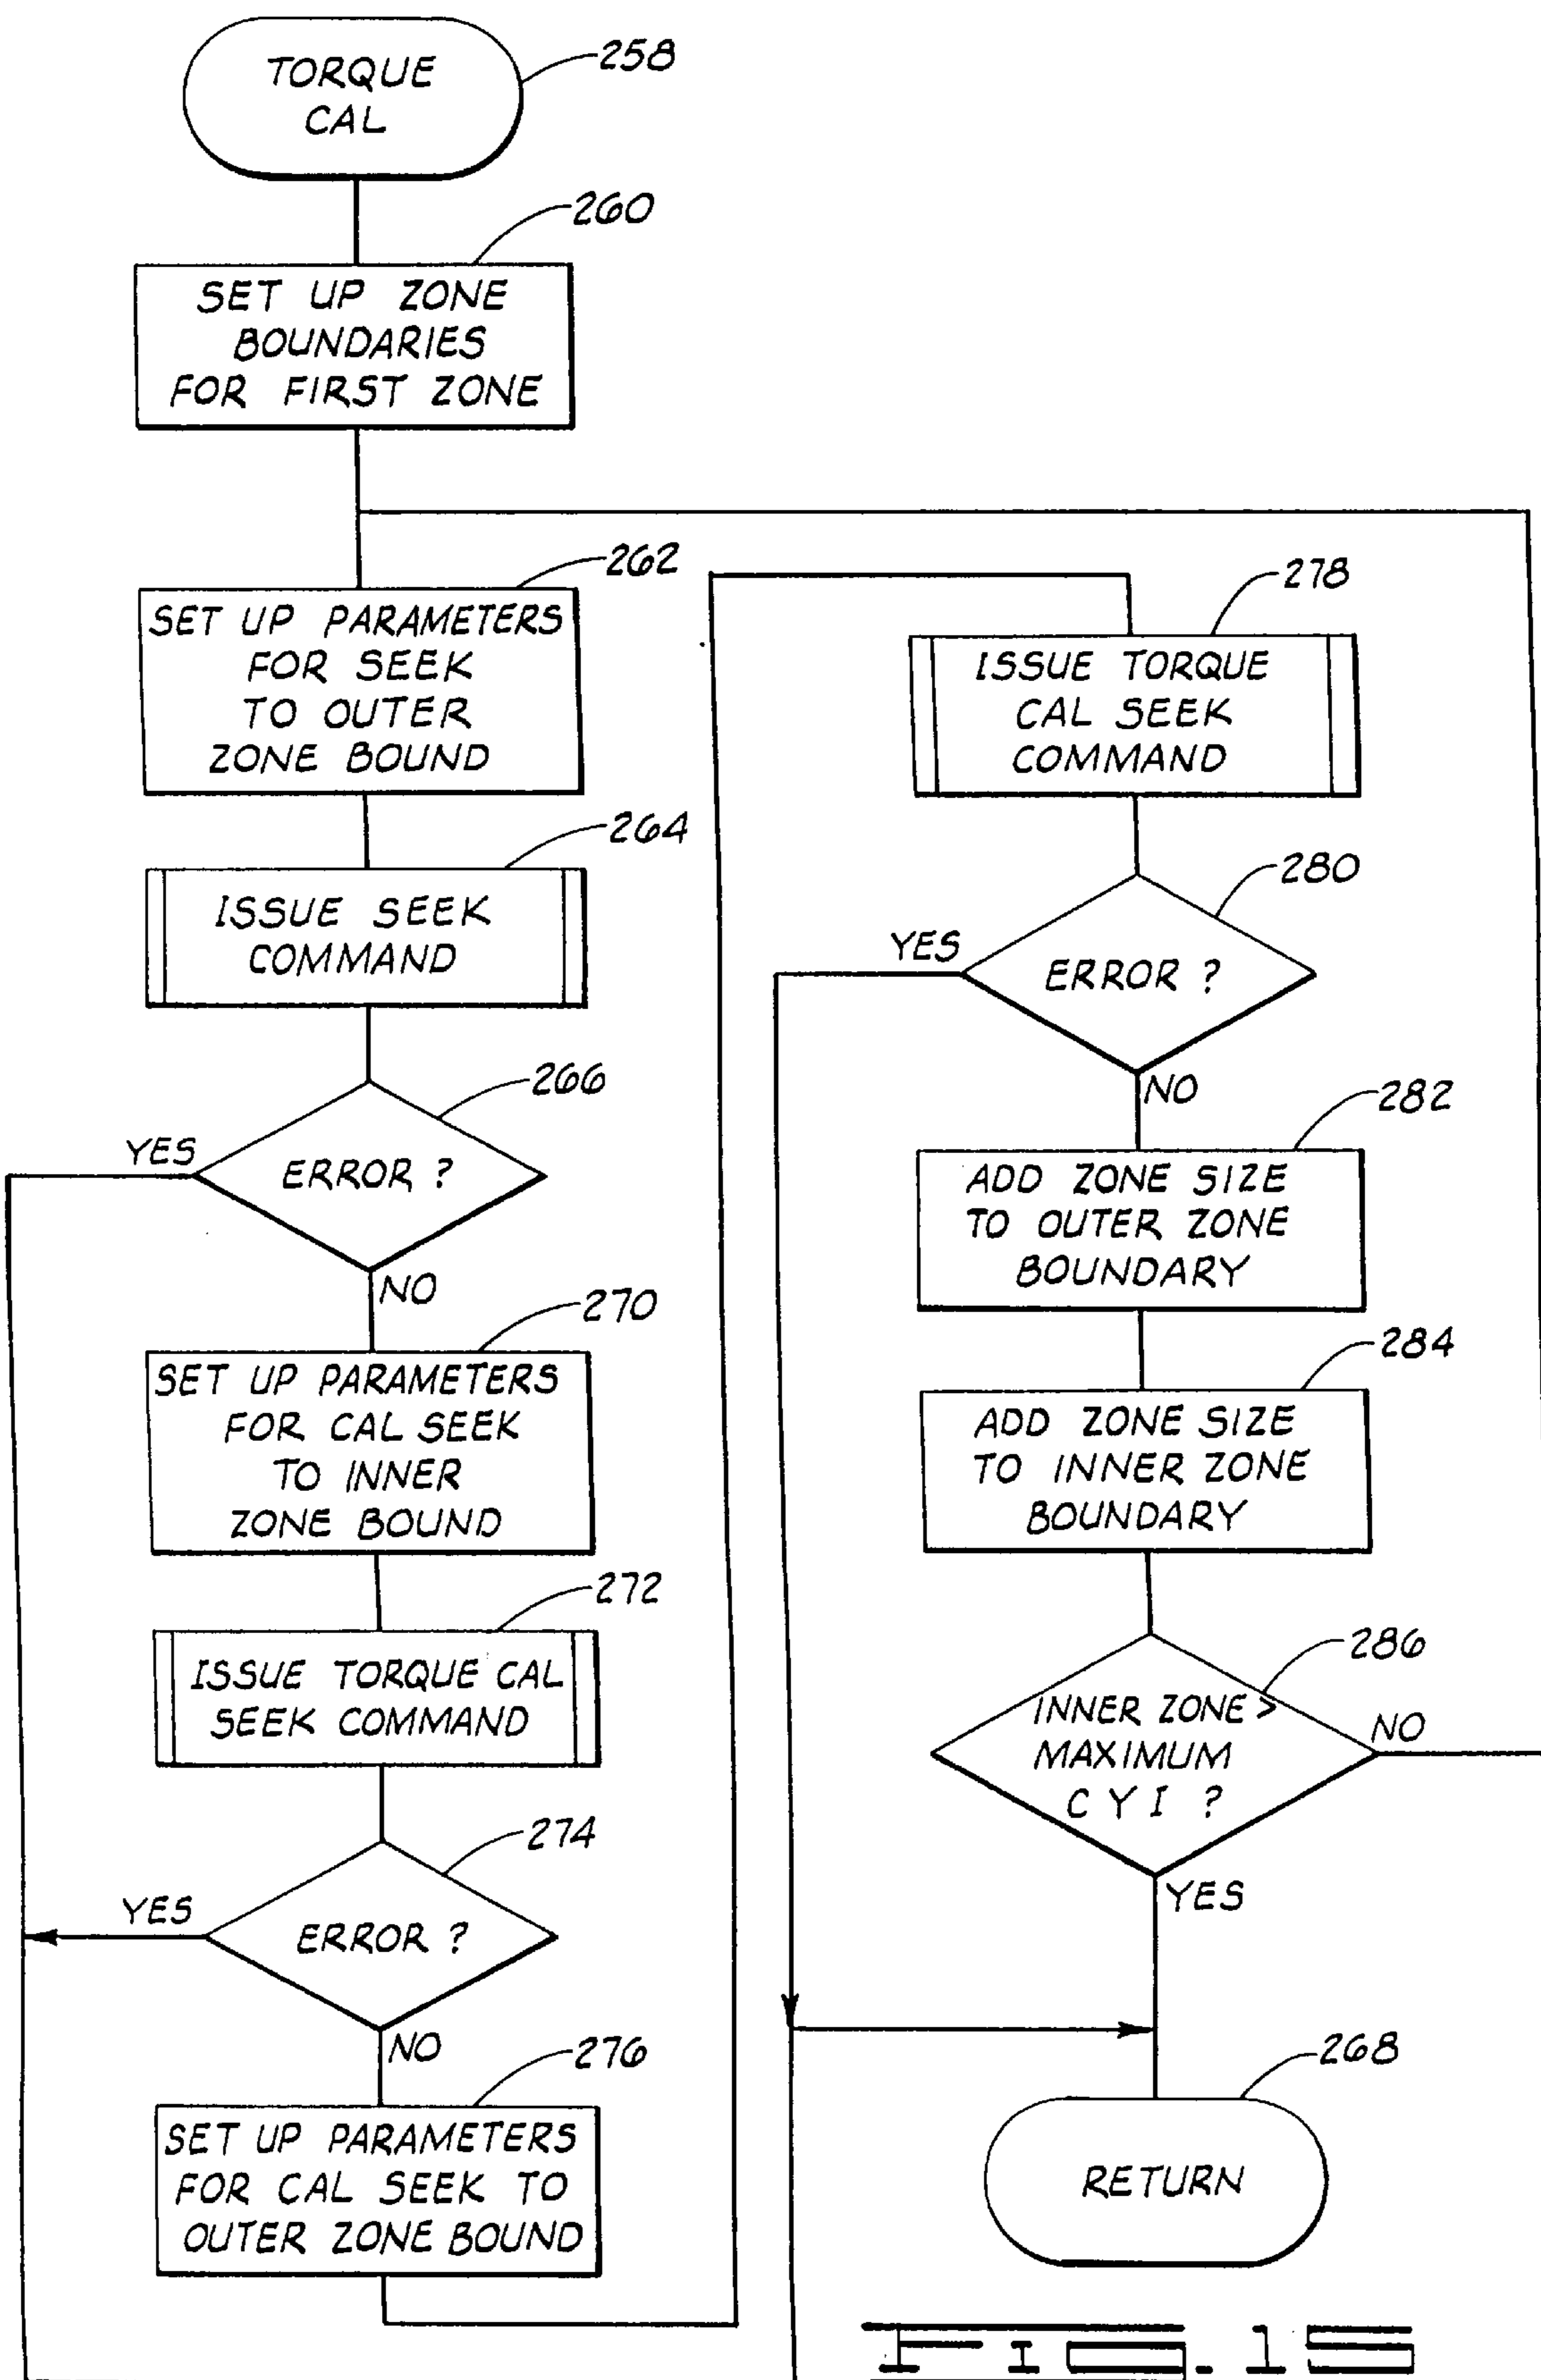 TORQUE
CAL
258
260
SET UP ZONE
BOUNDARIES
FOR FIRST ZONE
262
SET UP PARAMETERS
FOR SEEK
TO OUTER
ZONE BOUND
264
ISSUE SEEK
COMMAND
266
YES
ERROR ?
NO
270
SET UP PARAMETERS
FOR CAL SEEK
TO INNER
ZONE BOUND
272
ISSUE TORQUE CAL
SEEK COMMAND
274
YES
ERROR ?
NO
276
SET UP PARAMETERS
FOR CAL SEEK TO
OUTER ZONE BOUND
278
ISSUE TORQUE
CAL SEEK
COMMAND
280
YES
ERROR ?
NO
282
ADD ZONE SIZE
TO OUTER ZONE
BOUNDARY
284
ADD ZONE SIZE
TO INNER ZONE
BOUNDARY
286
INNER ZONE >
MAXIMUM
C Y I ?
NO
YES
268
RETURN
FIG. 15